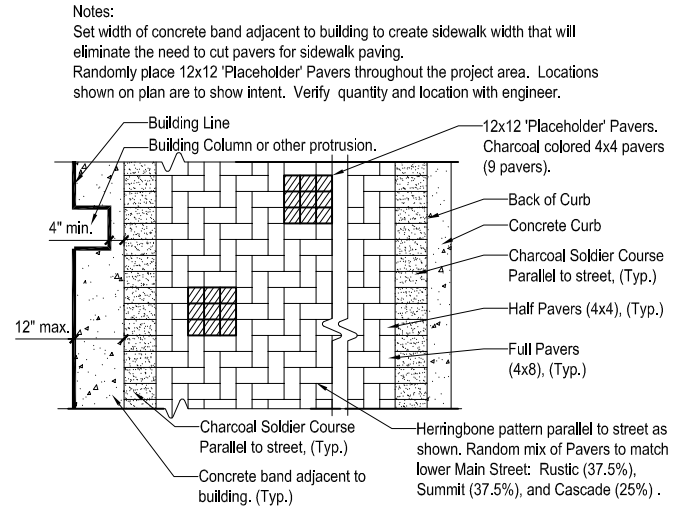 Notes:
Set width of concrete band adjacent to building to create sidewalk width that will
eliminate the need to cut pavers for sidewalk paving.
Randomly place 12x12 'Placeholder' Pavers throughout the project area.  Locations
shown on plan are to show intent.  Verify  quantity and location with engineer.
Building Line
Building Column or other protrusion.
4" min.
12" max.
12x12 'Placeholder' Pavers.
Charcoal colored 4x4 pavers
(9 pavers).
Back of Curb
Concrete Curb
Charcoal Soldier Course
Parallel to street, (Typ.)
Half Pavers (4x4), (Typ.)
Full Pavers
(4x8), (Typ.)
Charcoal Soldier Course
Parallel to street, (Typ.)
Concrete band adjacent to
building. (Typ.)
Herringbone pattern parallel to street as
shown. Random mix of Pavers to match
lower Main Street:  Rustic (37.5%),
Summit (37.5%), and Cascade (25%) .